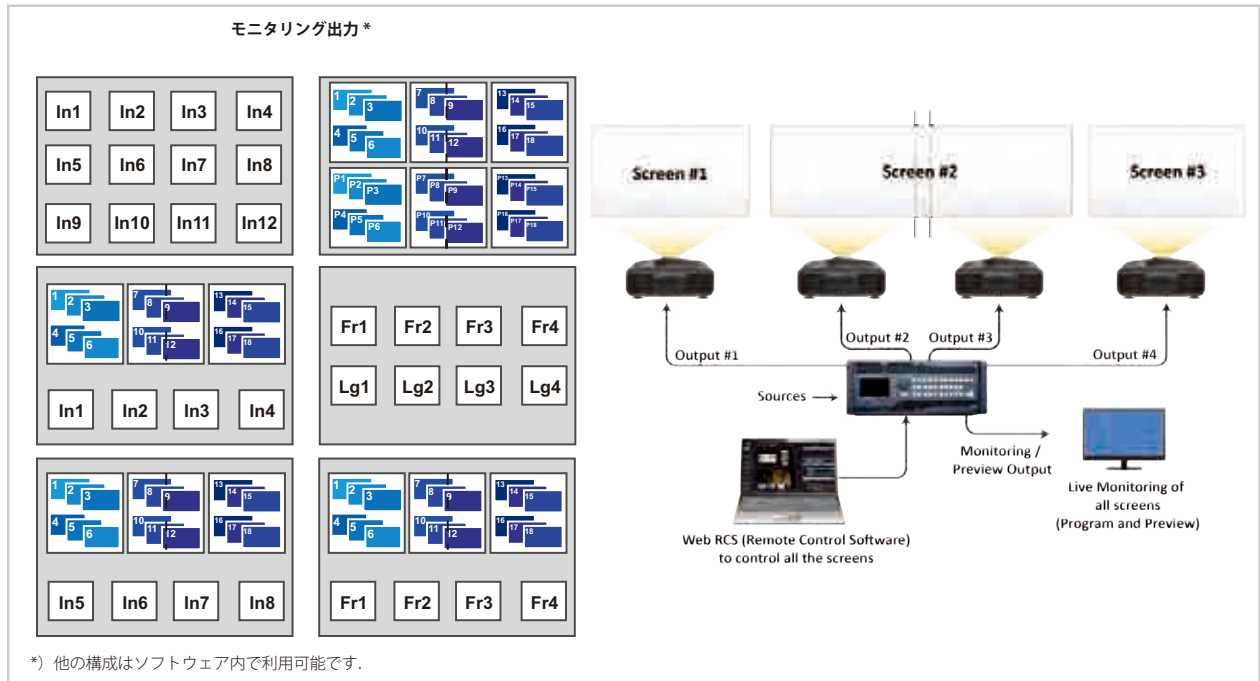 モニタリング出力 *
In1 In2 In3 In4
In5 In6 In7 In8
In9 In10 In11 In12
1 2 3 7 8 9 13 14 15
4 5 6 10 11 12 16 17 18
P1 P2 P3 P7 P8 P9 P13 P14 P15
P4 P5 P6 P10 P11 P12 P16 P17 P18
1 2 3 7 8 9 13 14 15
4 5 6 10 11 12 16 17 18
In1 In2 In3 In4
Fr1 Fr2 Fr3 Fr4
Lg1 Lg2 Lg3 Lg4
1 2 3 7 8 9 13 14 15
4 5 6 10 11 12 16 17 18
In5 In6 In7 In8
1 2 3 7 8 9 13 14 15
4 5 6 10 11 12 16 17 18
Fr1 Fr2 Fr3 Fr4
*）他の構成はソフトウェア内で利用可能です.
Screen #1
Screen #2
Screen #3
Output #1
Output #2
Output #3
Output #4
Sources
Monitoring /
Preview Output
Live Monitoring of
all screens
(Program and Preview)
Web RCS (Remote Control Software)
to control all the screens